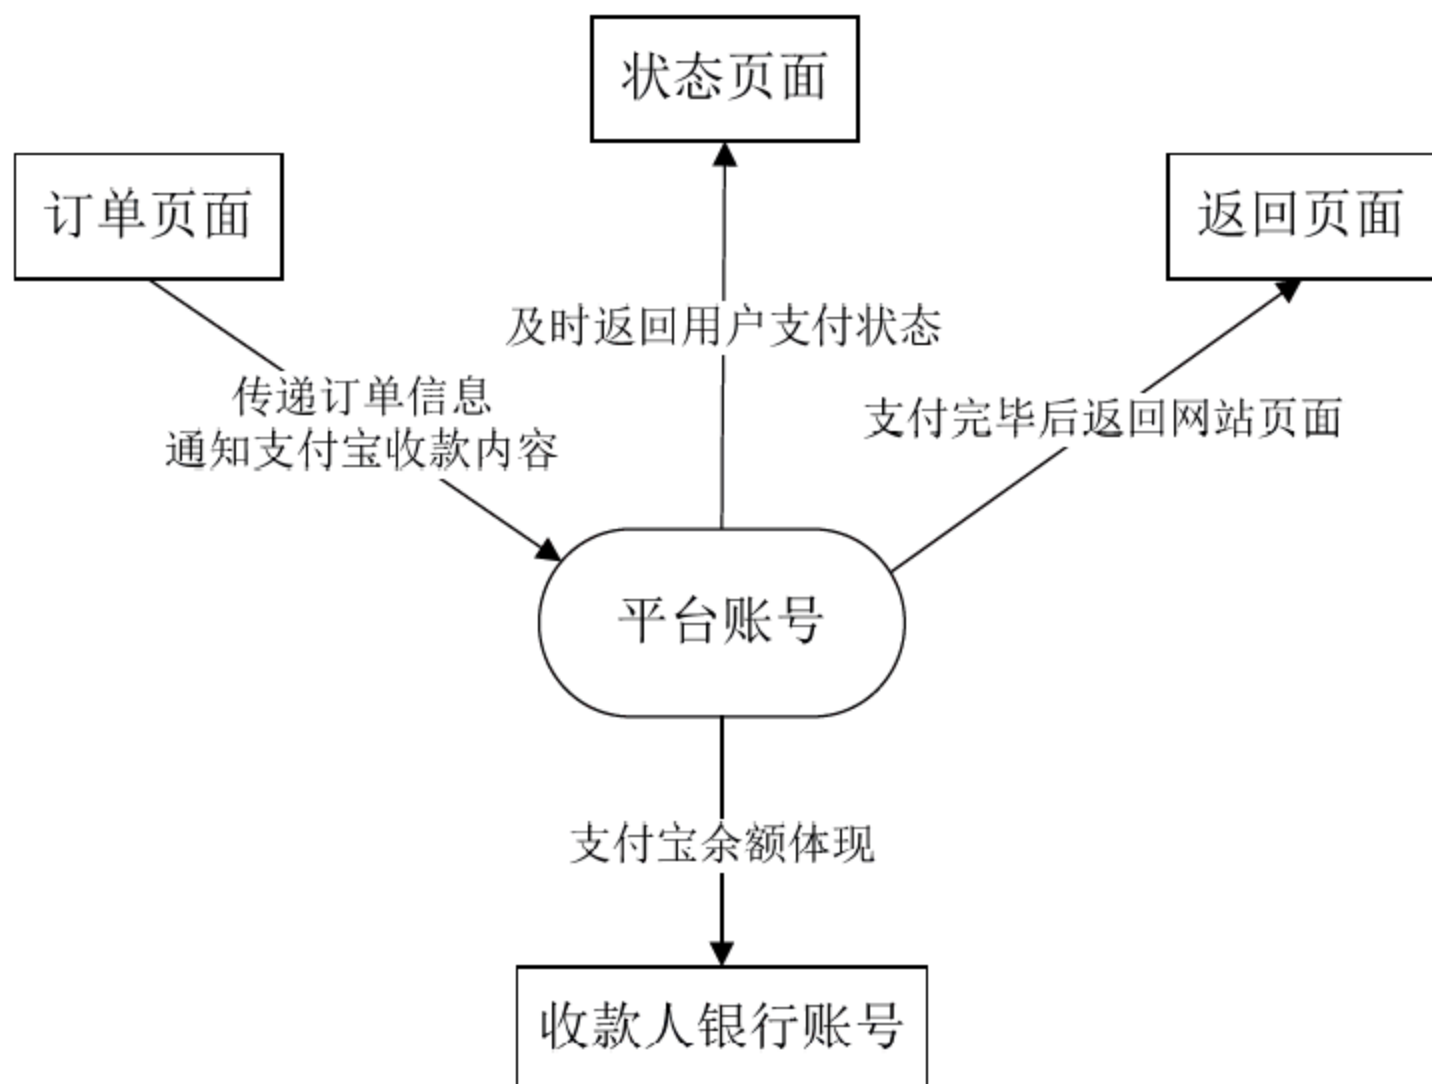 状态页面
订单页面
返回页面
及时返回用户支付状态
传递订单信息
通知支付宝收款内容
支付完毕后返回网站页面
平台账号
支付宝余额体现
收款人银行账号